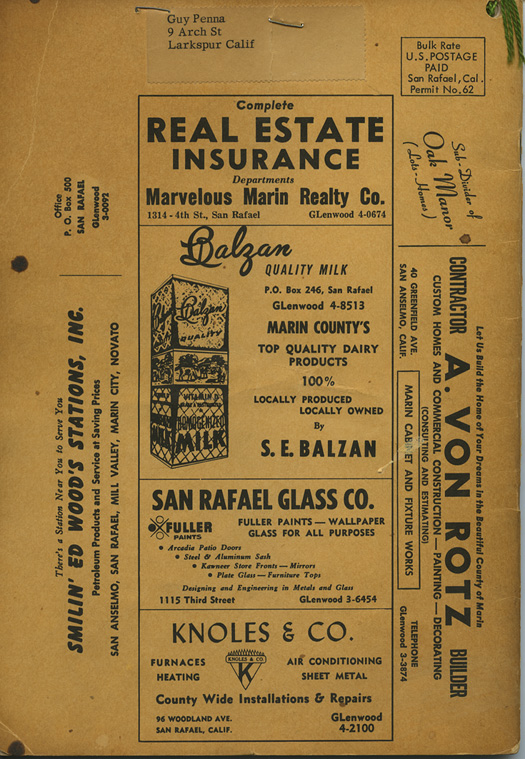 Guy Penna
9 Arch St
Larkspur Calif
Bulk Rate
U.S. POSTAGE
PAID
San Rafael, Cal.
Permit No. 62
Complete
REAL ESTATE
INSURANCE
Departments
Marvelous Marin Realty Co.
1314 - 4th St., San Rafael GLenwood 4-0674
Balzan
QUALITY MILK
P.O. Box 246, San Rafael
GLenwood 4-8513
MARIN COUNTY'S
TOP QUALITY DAIRY
PRODUCTS
100%
LOCALLY PRODUCED
LOCALLY OWNED
By
S. E. BALZAN
Balzan
QUALITY
VITAMIN D
HOMOGENIZED
MILK
SAN RAFAEL GLASS CO.
FULLER
PAINTS
FULLER PAINTS — WALLPAPER
GLASS FOR ALL PURPOSES
• Arcadia Patio Doors
• Steel & Aluminum Sash
• Kawneer Store Fronts — Mirrors
• Plate Glass — Furniture Tops
Designing and Engineering in Metals and Glass
1115 Third Street GLenwood 3-6454
KNOLES & CO.
FURNACES
HEATING
KNOLES & CO.
K
AIR CONDITIONING
SHEET METAL
County Wide Installations & Repairs
96 WOODLAND AVE.
SAN RAFAEL, CALIF.
GLenwood
4-2100
Office
P. O. Box 500
SAN RAFAEL
GLenwood
3-0092
There's a Station Near You to Serve You
SMILIN' ED WOOD'S STATIONS, INC.
Petroleum Products and Service at Saving Prices
SAN ANSELMO, SAN RAFAEL, MILL VALLEY, MARIN CITY, NOVATO
Sub-Divider of
Oak Manor
(Lots--Homes)
Let Us Build the Home of Your Dreams in the Beautiful County of Marin
CONTRACTOR A. VON ROTZ BUILDER
CUSTOM HOMES AND COMMERCIAL CONSTRUCTION — PAINTING — DECORATING
(CONSULTING AND ESTIMATING)
40 GREENFIELD AVE.
SAN ANSELMO, CALIF.
MARIN CABINET AND FIXTURE WORKS
TELEPHONE
GLenwood 3-3874